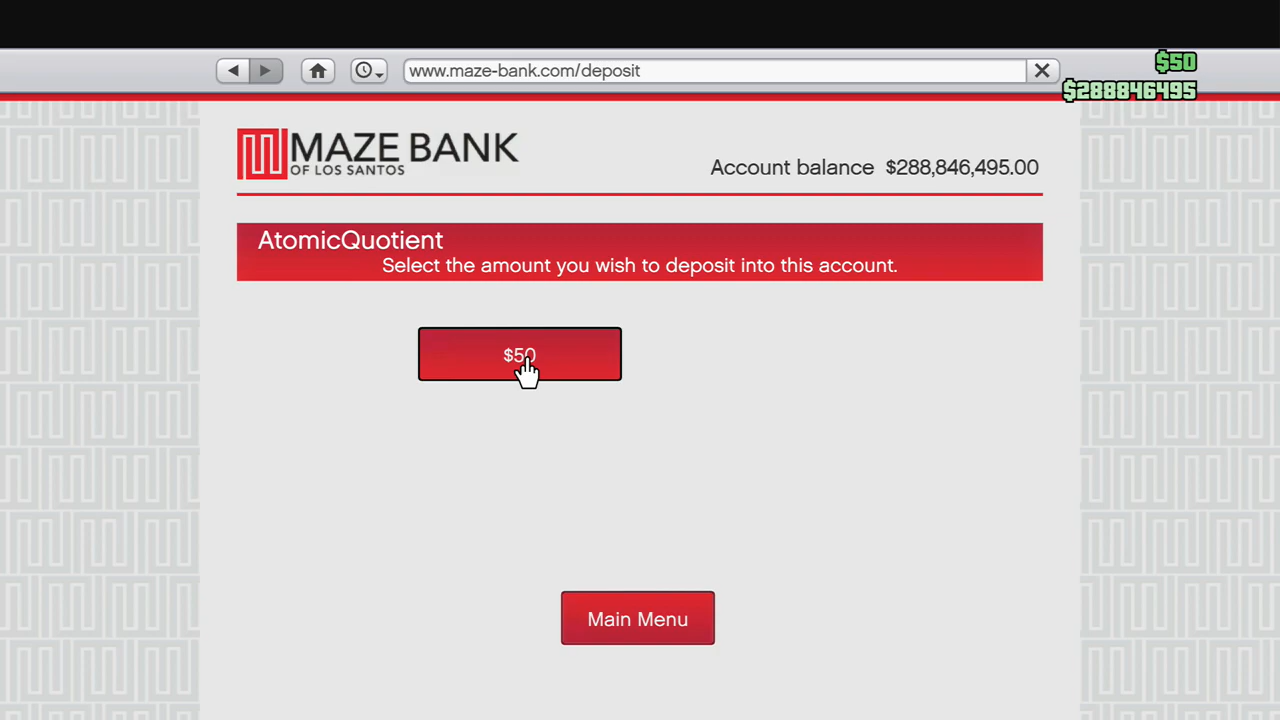 www.maze-bank.com/deposit
$50
$288846495
MAZE BANK
OF LOS SANTOS
Account balance $288,846,495.00
AtomicQuotient
Select the amount you wish to deposit into this account.
$50
Main Menu